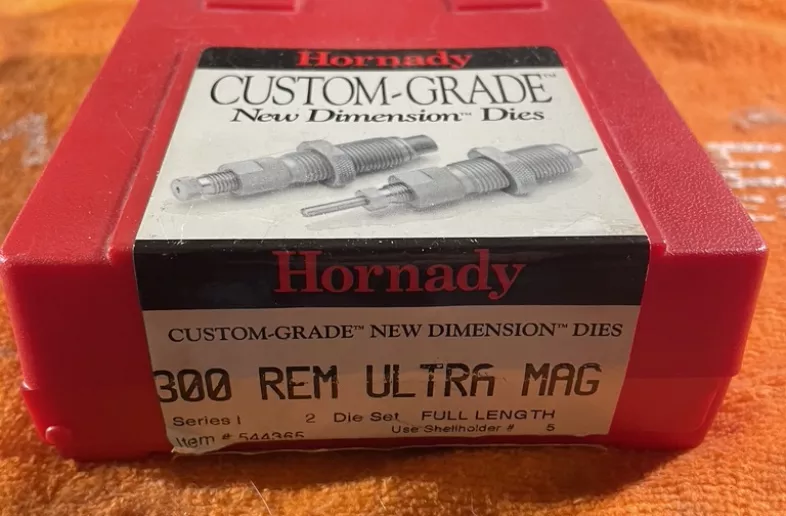 Hornady
CUSTOM-GRADE™
New Dimension™ Dies
Hornady
CUSTOM-GRADE™ NEW DIMENSION™ DIES
300 REM ULTRA MAG
Series I 2 Die Set FULL LENGTH
Item # 544365 Use Shellholder # 5